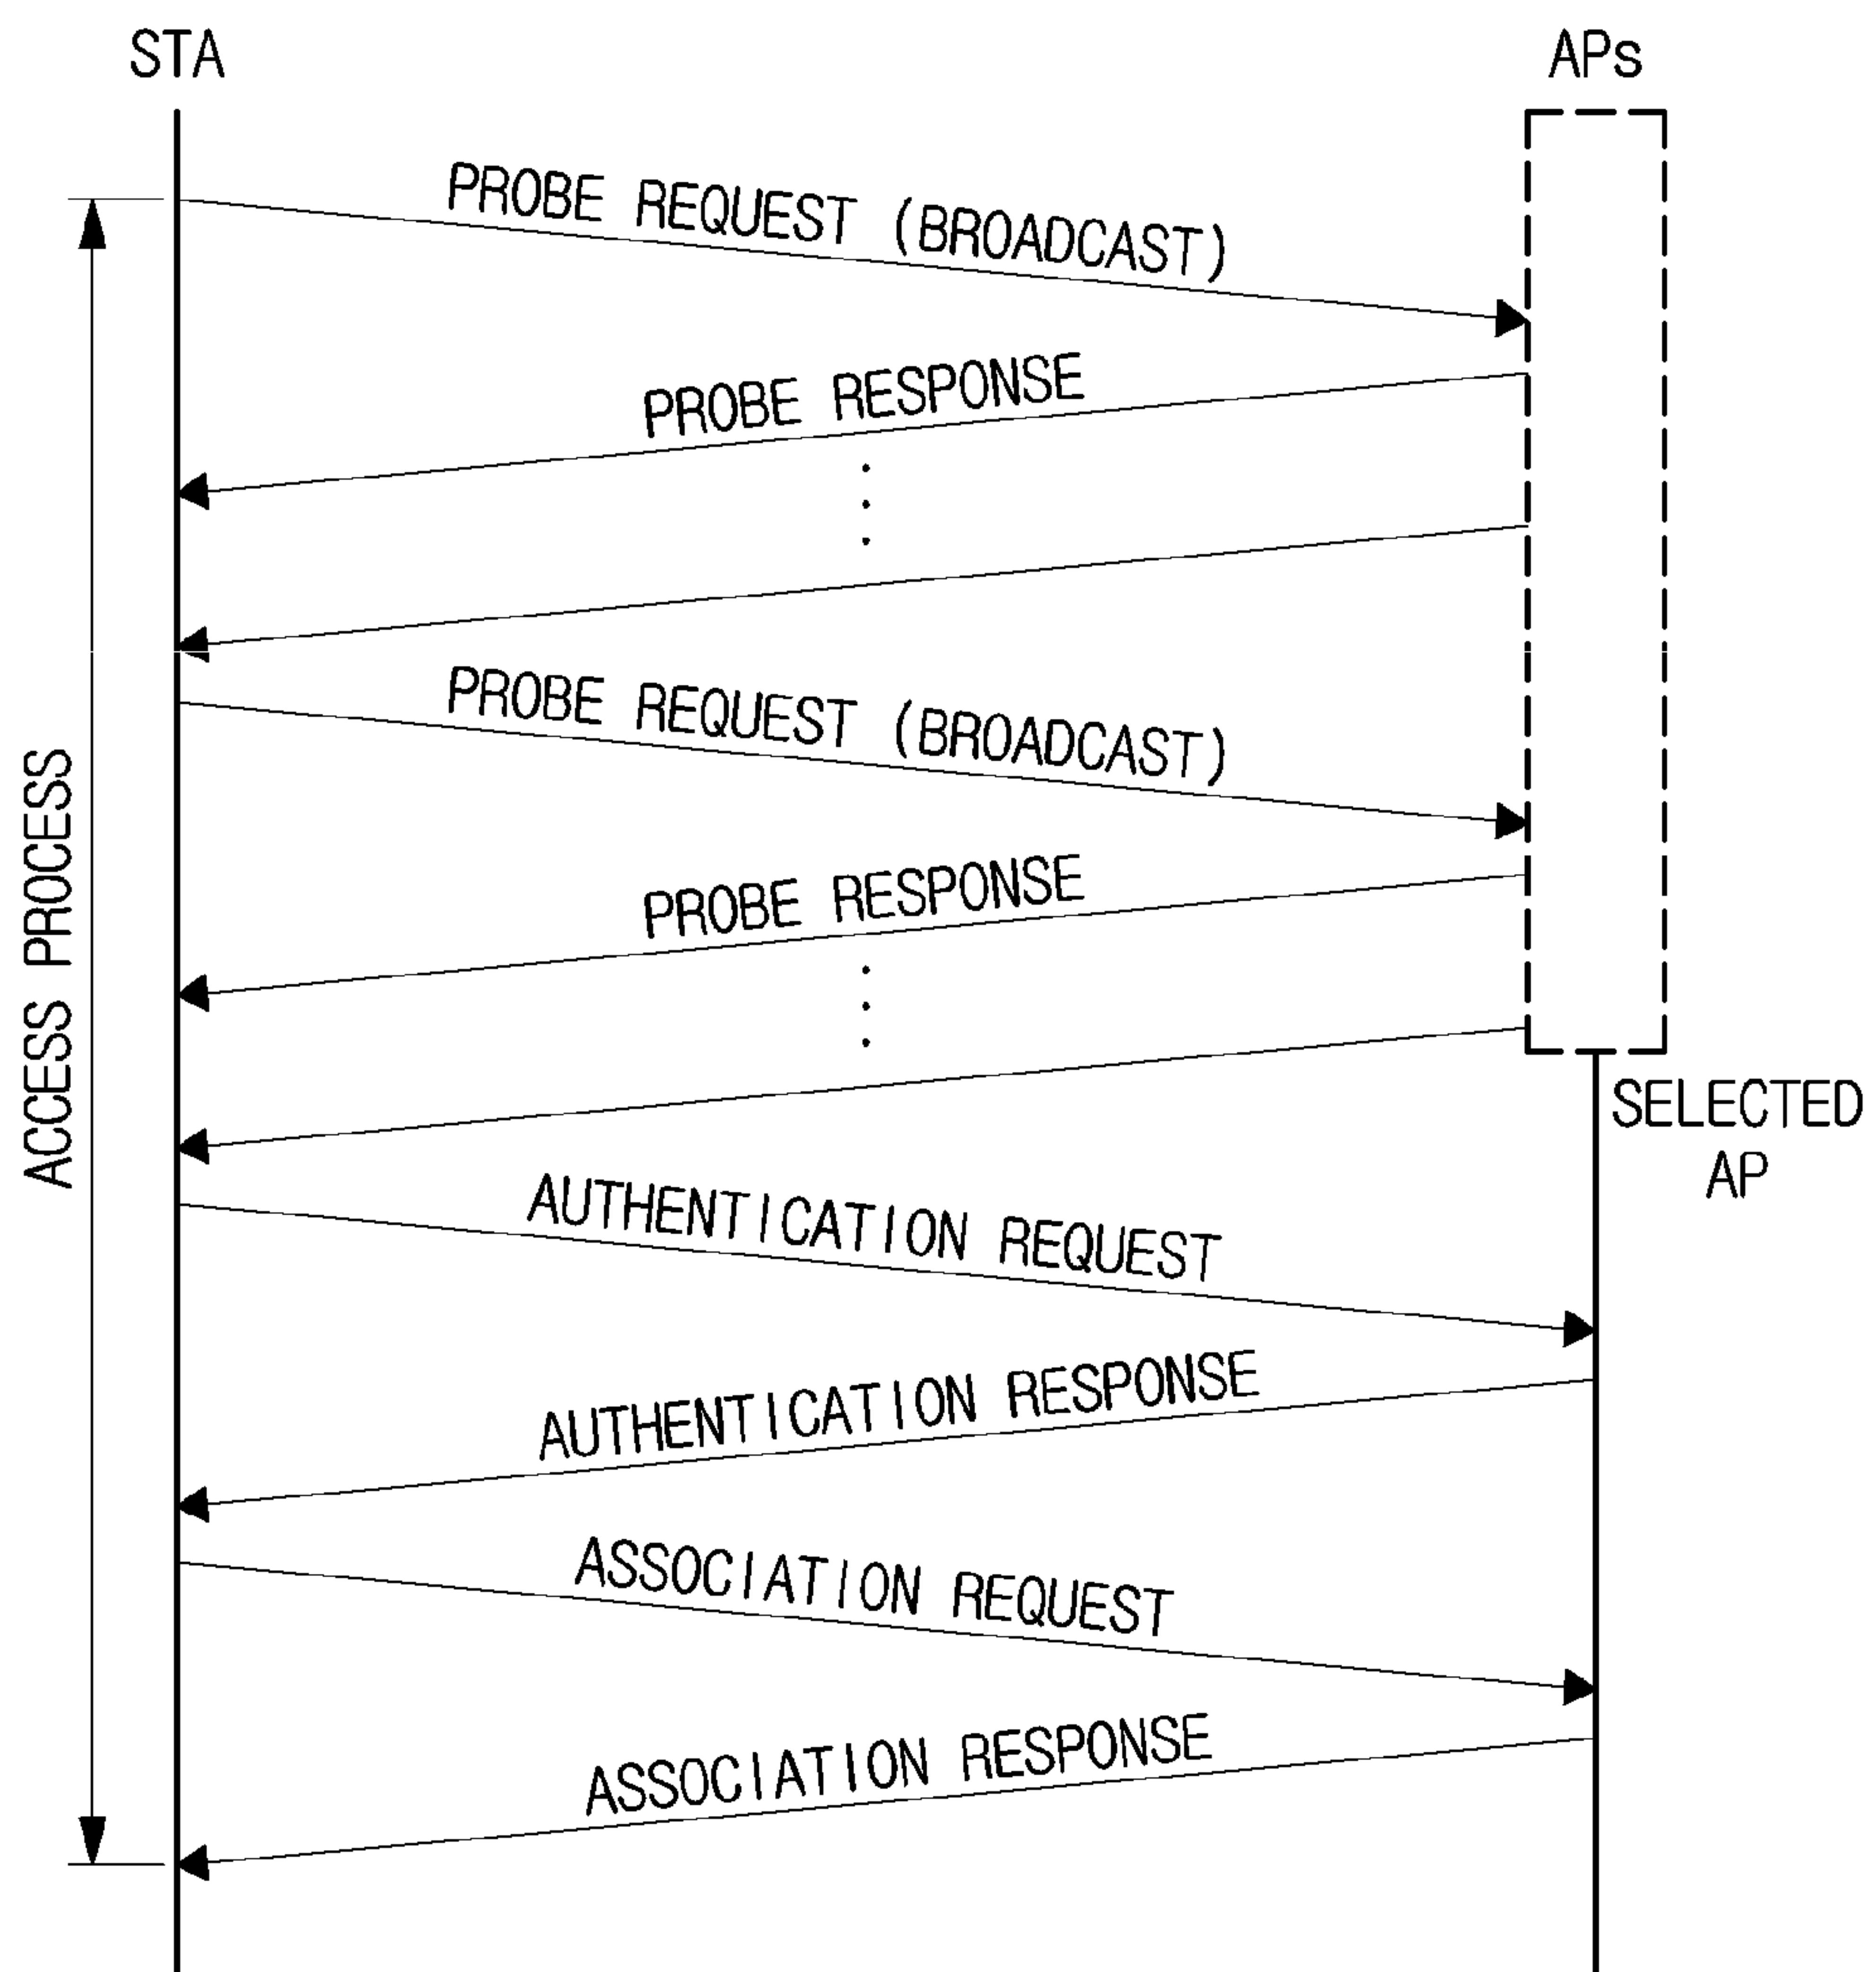 STA
APs
PROBE REQUEST (BROADCAST)
PROBE RESPONSE
PROBE REQUEST (BROADCAST)
PROBE RESPONSE
ACCESS PROCESS
SELECTED
AP
AUTHENTICATION REQUEST
AUTHENTICATION RESPONSE
ASSOCIATION REQUEST
ASSOCIATION RESPONSE